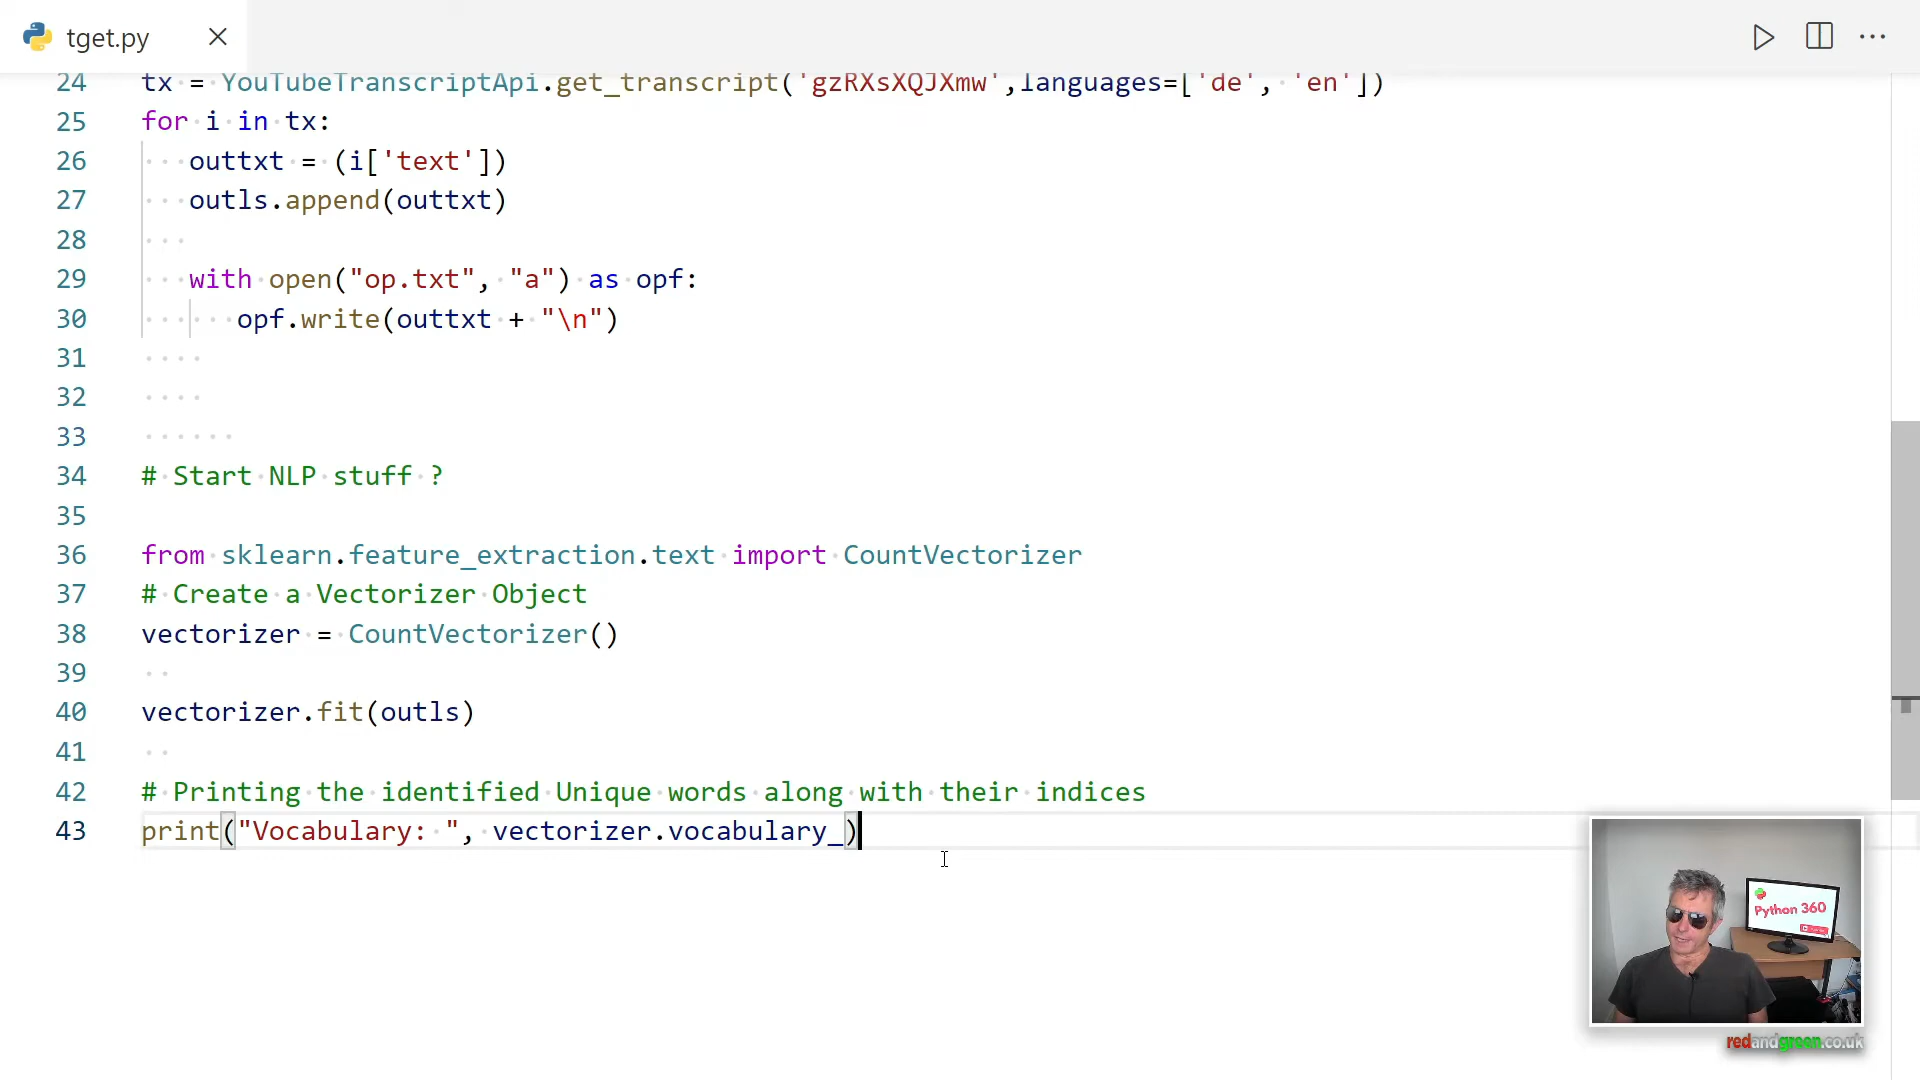 tget.py
24 tx = YouTubeTranscriptApi.get_transcript('gzRXsXQJXmw',languages=['de', 'en'])
25 for i in tx:
26 outtxt = (i['text'])
27 outls.append(outtxt)
28
29 with open("op.txt", "a") as opf:
30 opf.write(outtxt + "\n")
31
32
33
34 # Start NLP stuff ?
35
36 from sklearn.feature_extraction.text import CountVectorizer
37 # Create a Vectorizer Object
38 vectorizer = CountVectorizer()
39
40 vectorizer.fit(outls)
41
42 # Printing the identified Unique words along with their indices
43 print("Vocabulary: ", vectorizer.vocabulary_)
Python 360
redandgreen.co.uk